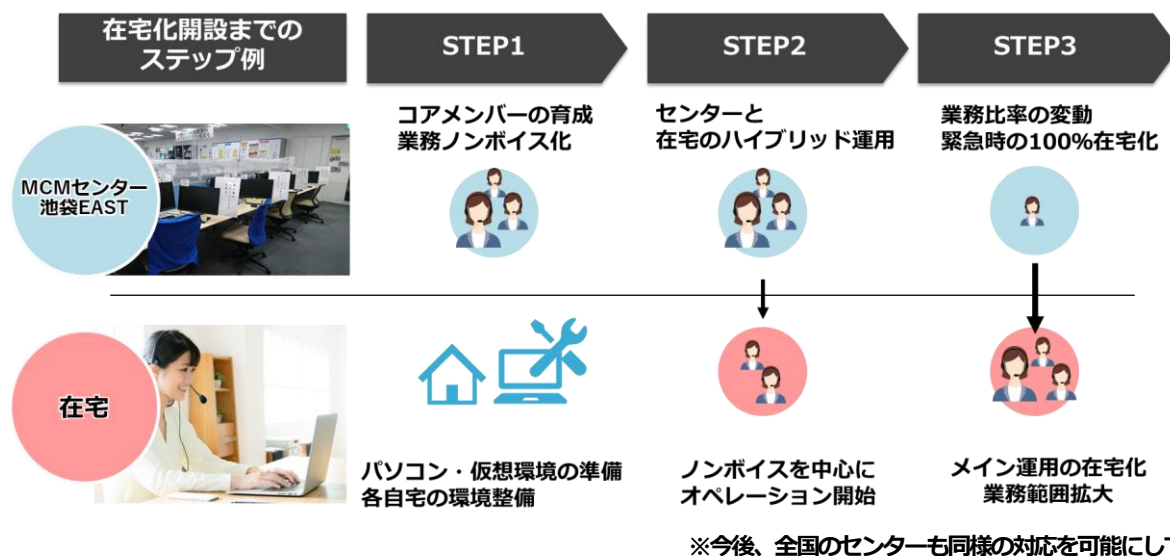 在宅化開設までの
ステップ例
STEP1
STEP2
STEP3
MCMセンター
池袋EAST
コアメンバーの育成
業務ノンボイス化
センターと
在宅のハイブリッド運用
業務比率の変動
緊急時の100%在宅化
在宅
パソコン・仮想環境の準備
各自宅の環境整備
ノンボイスを中心に
オペレーション開始
メイン運用の在宅化
業務範囲拡大
※今後、全国のセンターも同様の対応を可能にし